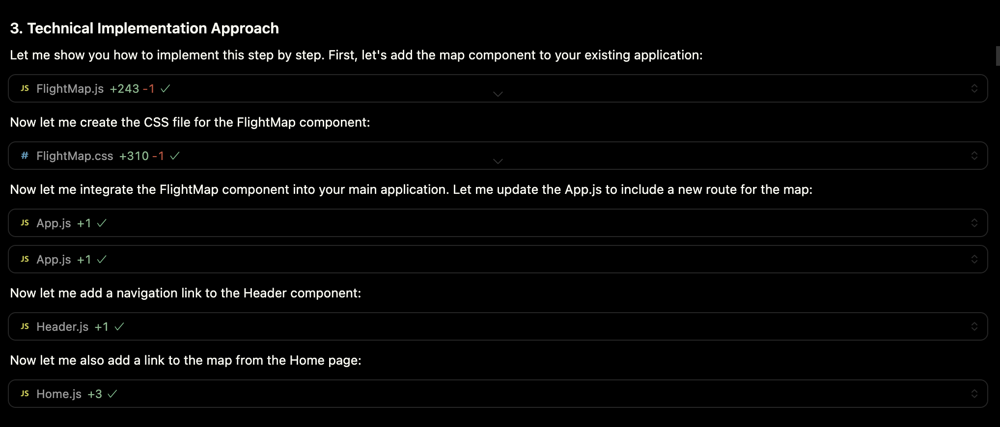 3. Technical Implementation Approach
Let me show you how to implement this step by step. First, let's add the map component to your existing application:
JS FlightMap.js +243 -1
Now let me create the CSS file for the FlightMap component:
# FlightMap.css +310 -1
Now let me integrate the FlightMap component into your main application. Let me update the App.js to include a new route for the map:
JS App.js +1
JS App.js +1
Now let me add a navigation link to the Header component:
JS Header.js +1
Now let me also add a link to the map from the Home page:
JS Home.js +3